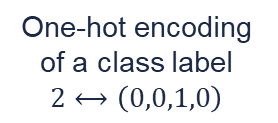 One-hot encoding
of a class label
2 ⟷ (0,0,1,0)